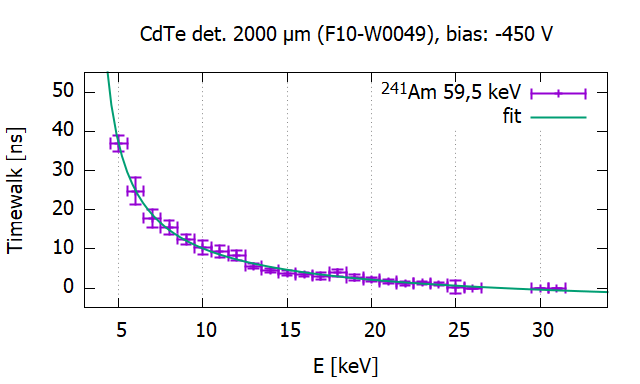 CdTe det. 2000 µm (F10-W0049), bias: -450 V
²⁴¹Am 59,5 keV
fit
Timewalk [ns]
50
40
30
20
10
0
5 10 15 20 25 30
E [keV]